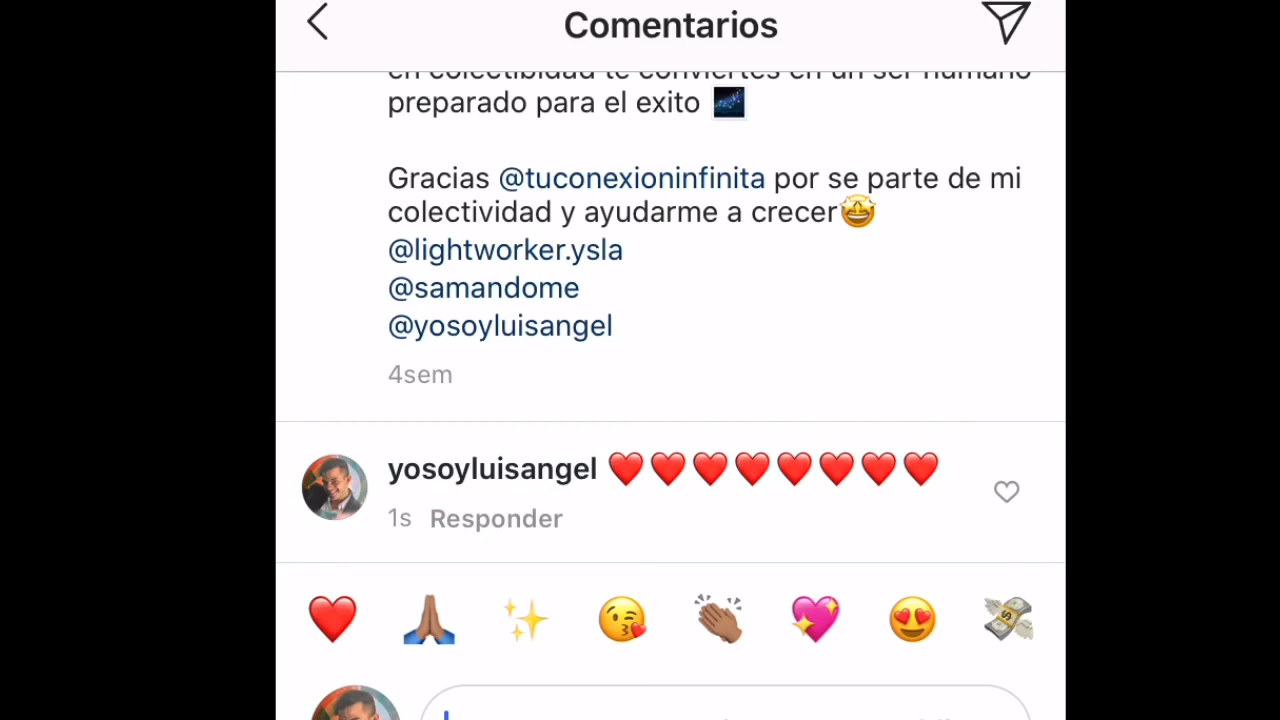 Comentarios
en colectibidad te conviertes en un ser humano
preparado para el exito
Gracias @tuconexioninfinita por se parte de mi
colectividad y ayudarme a crecer
@lightworker.ysla
@samandome
@yosoyluisangel
4sem
yosoyluisangel
1s Responder